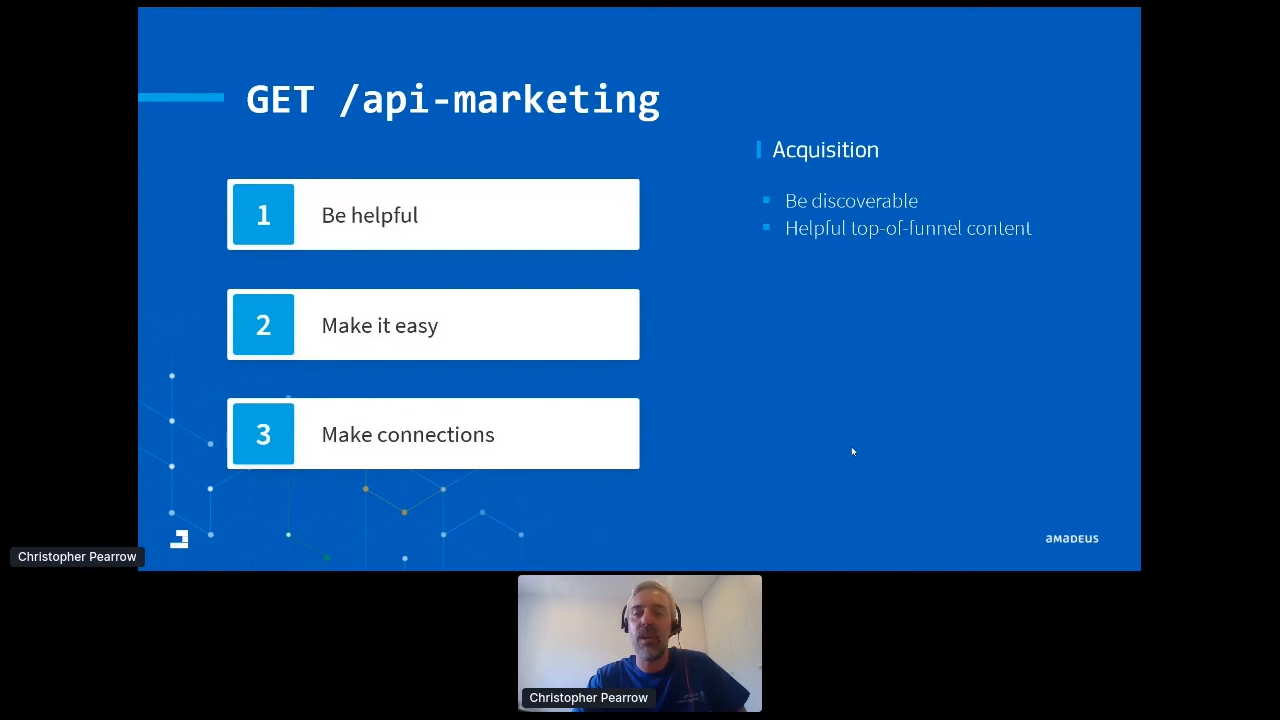 GET /api-marketing
Acquisition
1
Be helpful
Be discoverable
Helpful top-of-funnel content
2
Make it easy
3
Make connections
amadeus
Christopher Pearrow
Christopher Pearrow